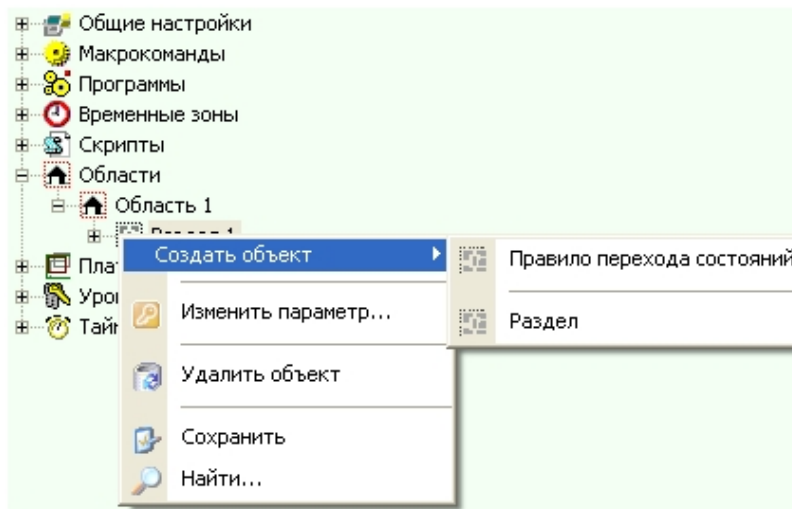 Общие настройки
Макрокоманды
Программы
Временные зоны
Скрипты
Области
Область 1
Создать объект
Правило перехода состояний
Изменить параметр...
Раздел
Удалить объект
Сохранить
Найти...